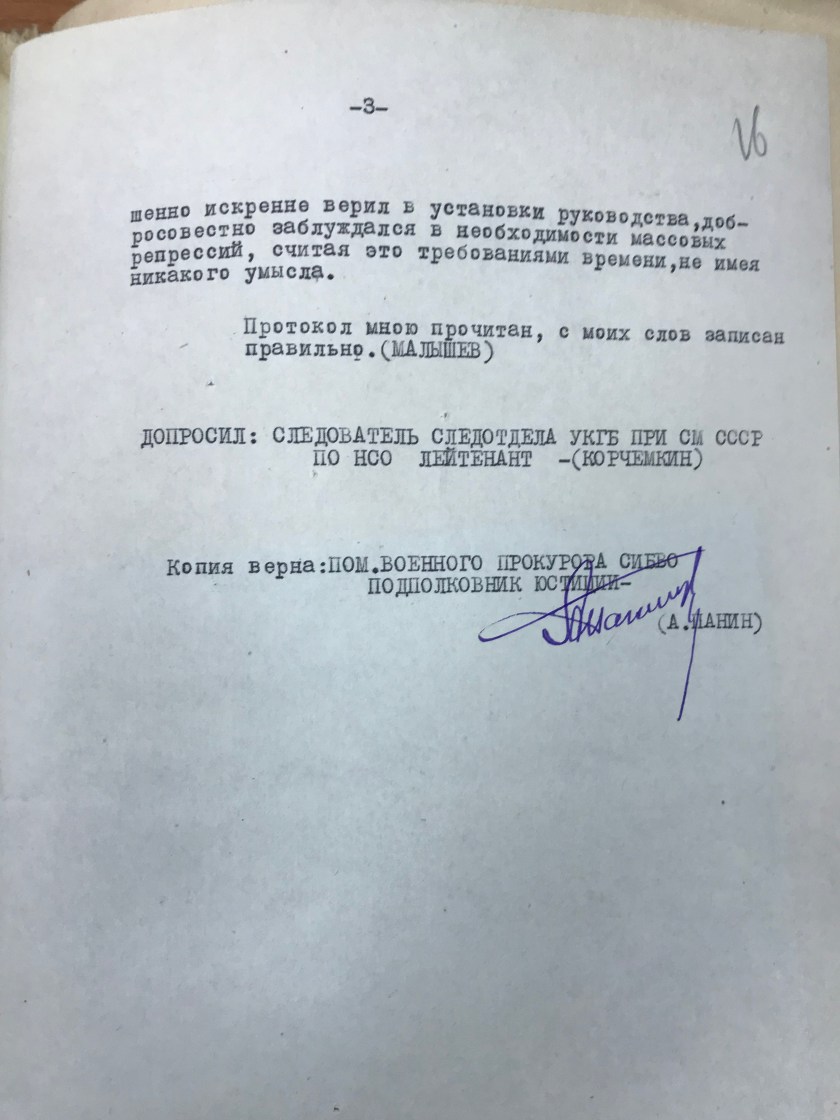 -3-
16
шенно искренне верил в установки руководства,доб-
росовестно заблуждался в необходимости массовых
репрессий, считая это требованиями времени,не имея
никакого умысла.
Протокол мною прочитан, с моих слов записан
правильно.(МАЛЫШЕВ)
ДОПРОСИЛ: СЛЕДОВАТЕЛЬ СЛЕДОТДЕЛА УКГБ ПРИ СМ СССР
ПО НСО ЛЕЙТЕНАНТ -(КОРЧЕМКИН)
Копия верна:ПОМ.ВОЕННОГО ПРОКУРОРА СИБВО
ПОДПОЛКОВНИК ЮСТИЦИИ-
(А.ПАНИН)